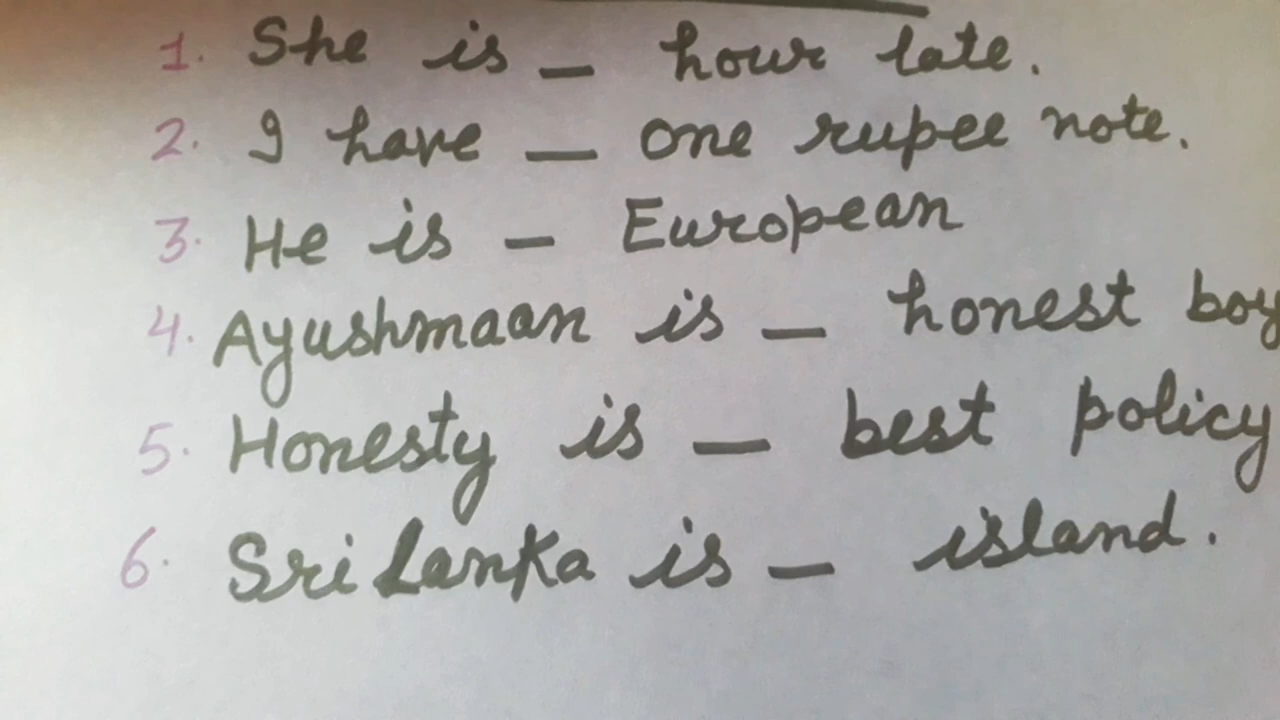 1. She is _ hour late.
2. I have _ one rupee note.
3. He is _ European
4. Ayushmaan is _ honest boy
5. Honesty is _ best policy
6. Sri Lanka is _ island.